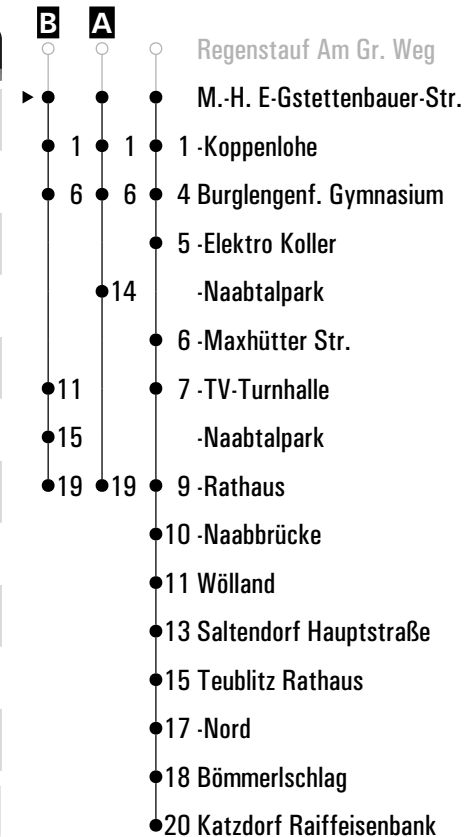 B A
Regenstauf Am Gr. Weg
M.-H. E-Gstettenbauer-Str.
1 1 1 -Koppenlohe
6 6 4 Burglengenf. Gymnasium
5 -Elektro Koller
14 -Naabtalpark
6 -Maxhütter Str.
11 7 -TV-Turnhalle
15 -Naabtalpark
19 19 9 -Rathaus
10 -Naabbrücke
11 Wölland
13 Saltendorf Hauptstraße
15 Teublitz Rathaus
17 -Nord
18 Bömmerlschlag
20 Katzdorf Raiffeisenbank